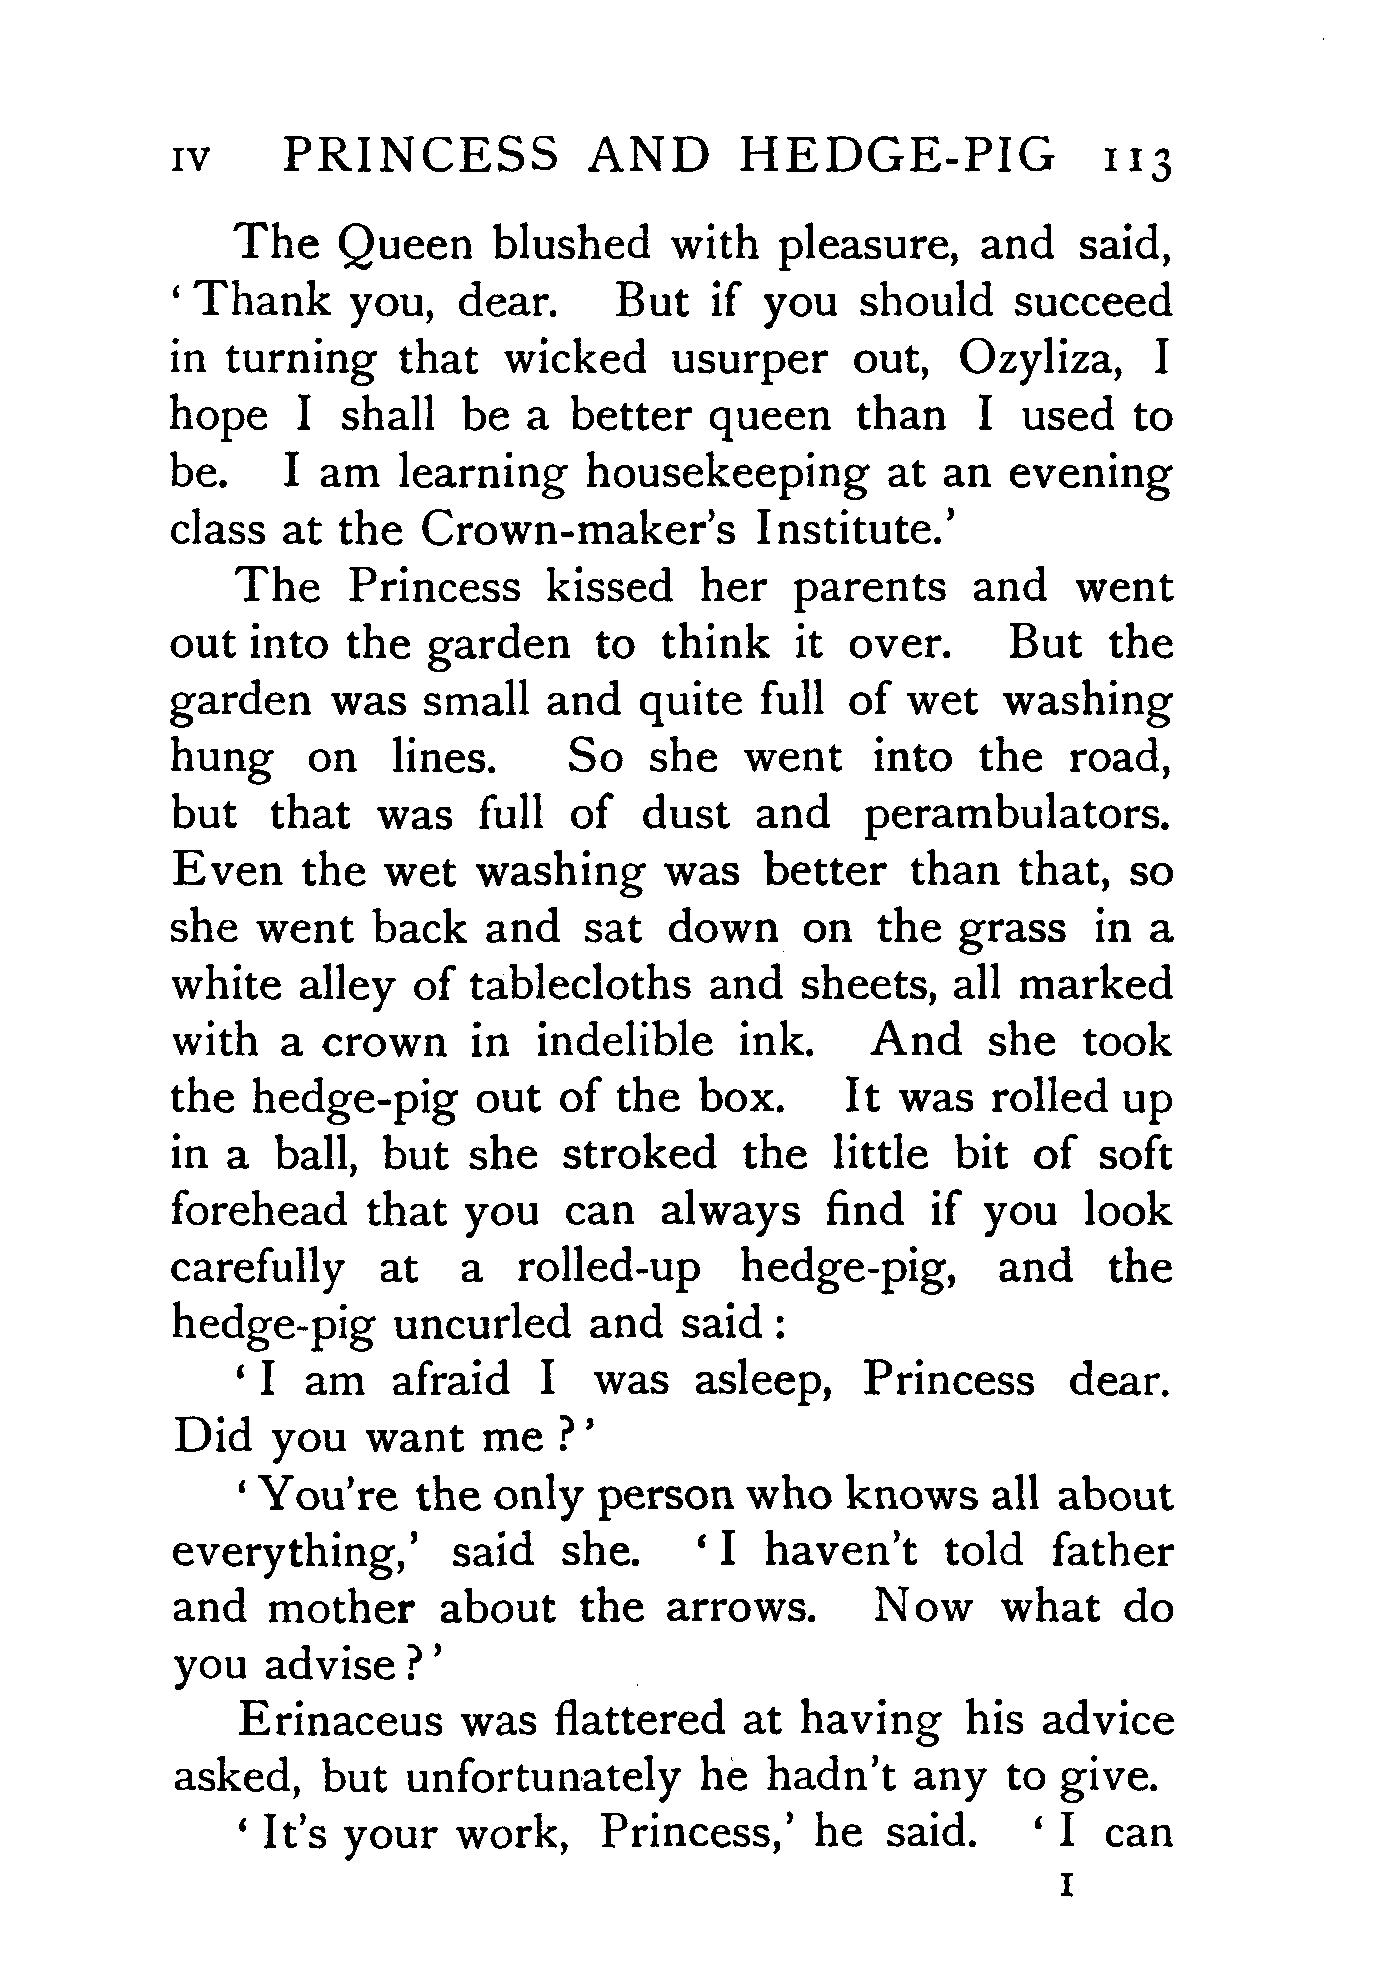 IV PRINCESS AND HEDGE-PIG 113
The Queen blushed with pleasure, and said,
‘Thank you, dear. But if you should succeed
in turning that wicked usurper out, Ozyliza, I
hope I shall be a better queen than I used to
be. I am learning housekeeping at an evening
class at the Crown-maker’s Institute.’
The Princess kissed her parents and went
out into the garden to think it over. But the
garden was small and quite full of wet washing
hung on lines. So she went into the road,
but that was full of dust and perambulators.
Even the wet washing was better than that, so
she went back and sat down on the grass in a
white alley of tablecloths and sheets, all marked
with a crown in indelible ink. And she took
the hedge-pig out of the box. It was rolled up
in a ball, but she stroked the little bit of soft
forehead that you can always find if you look
carefully at a rolled-up hedge-pig, and the
hedge-pig uncurled and said :
‘I am afraid I was asleep, Princess dear.
Did you want me ?’
‘You’re the only person who knows all about
everything,’ said she. ‘I haven’t told father
and mother about the arrows. Now what do
you advise ?’
Erinaceus was flattered at having his advice
asked, but unfortunately he hadn’t any to give.
‘It’s your work, Princess,’ he said. ‘I can
I